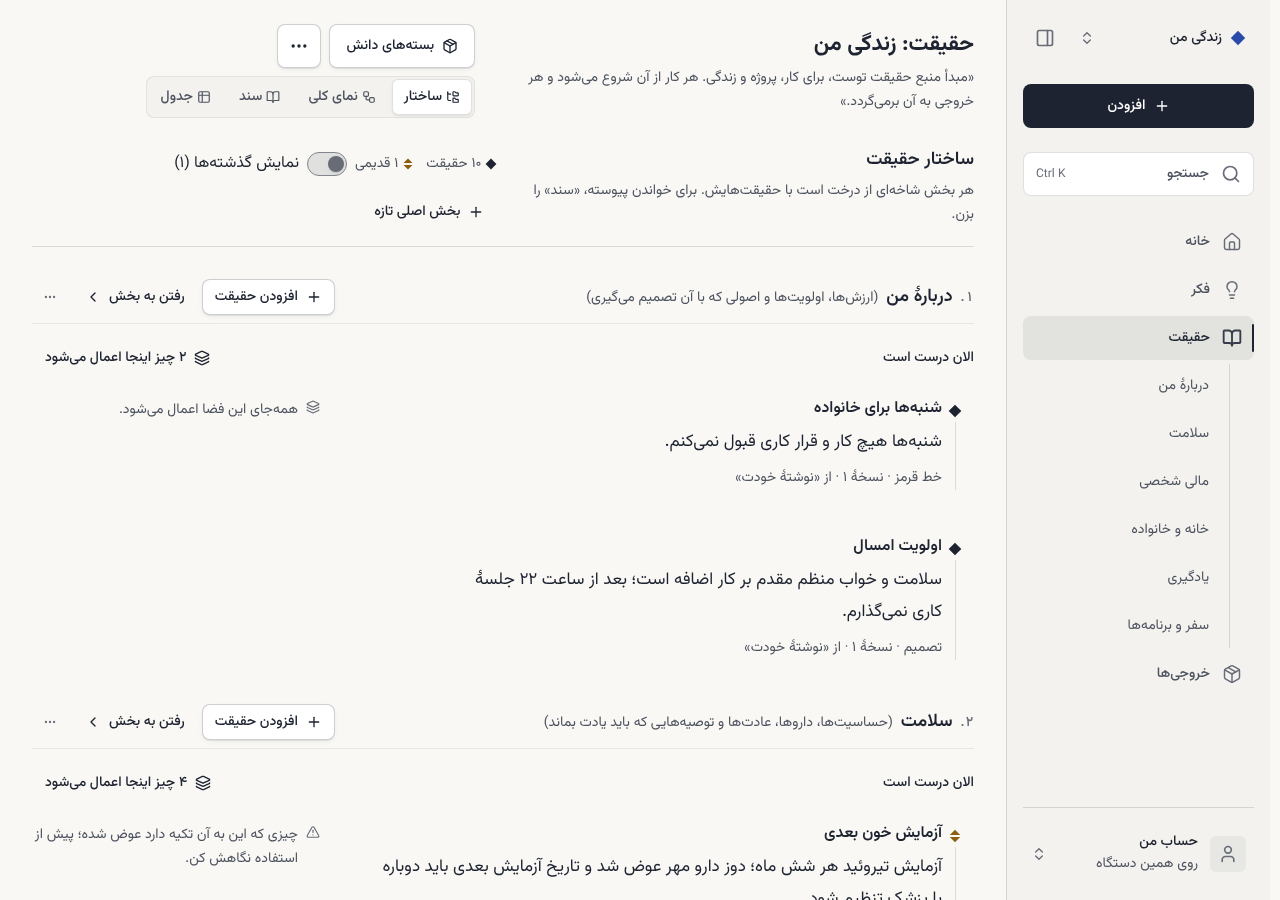 زندگی من
افزودن
جستجو
Ctrl K
خانه
فکر
حقیقت
دربارهٔ من
سلامت
مالی شخصی
خانه و خانواده
یادگیری
سفر و برنامه‌ها
خروجی‌ها
حساب من
روی همین دستگاه
حقیقت: زندگی من
«مبدأ منبع حقیقت توست، برای کار، پروژه و زندگی. هر کار از آن شروع می‌شود و هر
خروجی به آن برمی‌گردد.»
بسته‌های دانش
ساختار
نمای کلی
سند
جدول
ساختار حقیقت
هر بخش شاخه‌ای از درخت است با حقیقت‌هایش. برای خواندن پیوسته، «سند» را
بزن.
۱۰ حقیقت
۱ قدیمی
نمایش گذشته‌ها (۱)
بخش اصلی تازه
۱. دربارهٔ من (ارزش‌ها، اولویت‌ها و اصولی که با آن تصمیم می‌گیری)
افزودن حقیقت
رفتن به بخش
الان درست است
۲ چیز اینجا اعمال می‌شود
شنبه‌ها برای خانواده
شنبه‌ها هیچ کار و قرار کاری قبول نمی‌کنم.
خط قرمز · نسخهٔ ۱ · از «نوشتهٔ خودت»
همه‌جای این فضا اعمال می‌شود.
اولویت امسال
سلامت و خواب منظم مقدم بر کار اضافه است؛ بعد از ساعت ۲۲ جلسهٔ
کاری نمی‌گذارم.
تصمیم · نسخهٔ ۱ · از «نوشتهٔ خودت»
۲. سلامت (حساسیت‌ها، داروها، عادت‌ها و توصیه‌هایی که باید یادت بماند)
افزودن حقیقت
رفتن به بخش
الان درست است
۴ چیز اینجا اعمال می‌شود
آزمایش خون بعدی
آزمایش تیروئید هر شش ماه؛ دوز دارو مهر عوض شد و تاریخ آزمایش بعدی باید دوباره
با پزشک تنظیم شود.
چیزی که این به آن تکیه دارد عوض شده؛ پیش از
استفاده نگاهش کن.